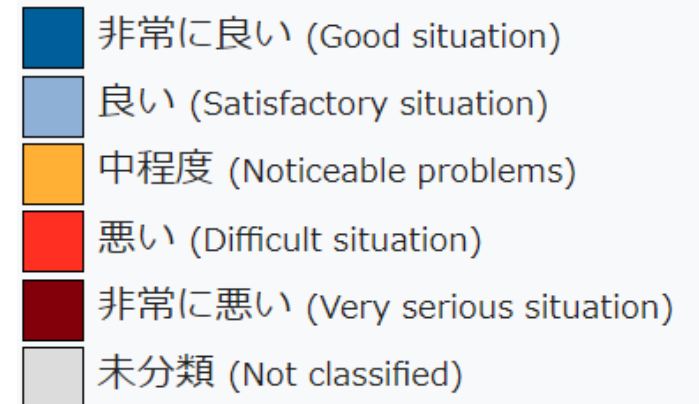 非常に良い (Good situation)
良い (Satisfactory situation)
中程度 (Noticeable problems)
悪い (Difficult situation)
非常に悪い (Very serious situation)
未分類 (Not classified)